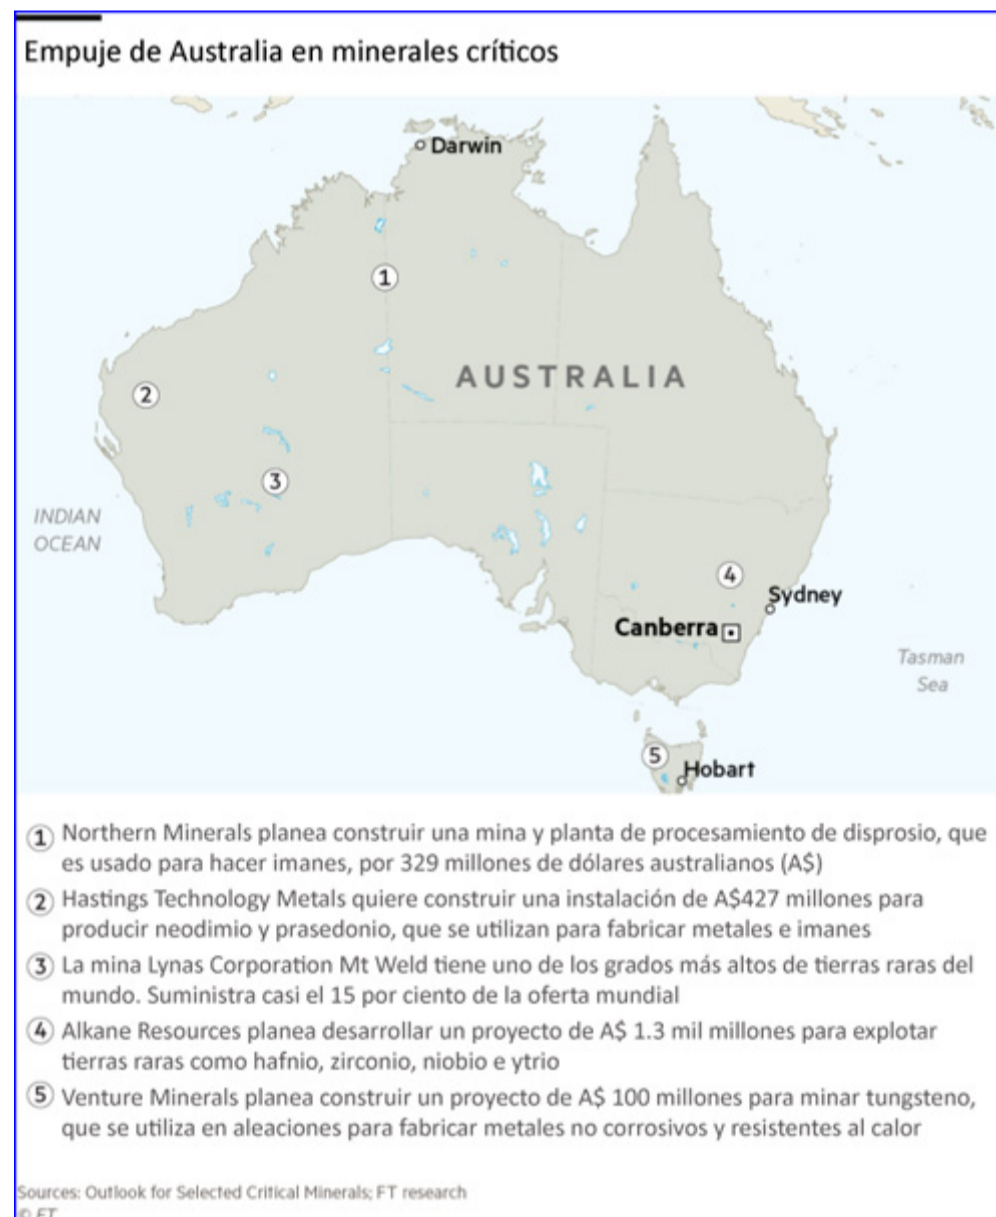 Empuje de Australia en minerales críticos
Darwin
1
AUSTRALIA
2
3
INDIAN
OCEAN
4
Sydney
Canberra
Tasman
Sea
5
Hobart
1 Northern Minerals planea construir una mina y planta de procesamiento de disprosio, que
es usado para hacer imanes, por 329 millones de dólares australianos (A$)
2 Hastings Technology Metals quiere construir una instalación de A$427 millones para
producir neodimio y prasedonio, que se utilizan para fabricar metales e imanes
3 La mina Lynas Corporation Mt Weld tiene uno de los grados más altos de tierras raras del
mundo. Suministra casi el 15 por ciento de la oferta mundial
4 Alkane Resources planea desarrollar un proyecto de A$ 1.3 mil millones para explotar
tierras raras como hafnio, zirconio, niobio e ytrio
5 Venture Minerals planea construir un proyecto de A$ 100 millones para minar tungsteno,
que se utiliza en aleaciones para fabricar metales no corrosivos y resistentes al calor
Sources: Outlook for Selected Critical Minerals; FT research
© FT